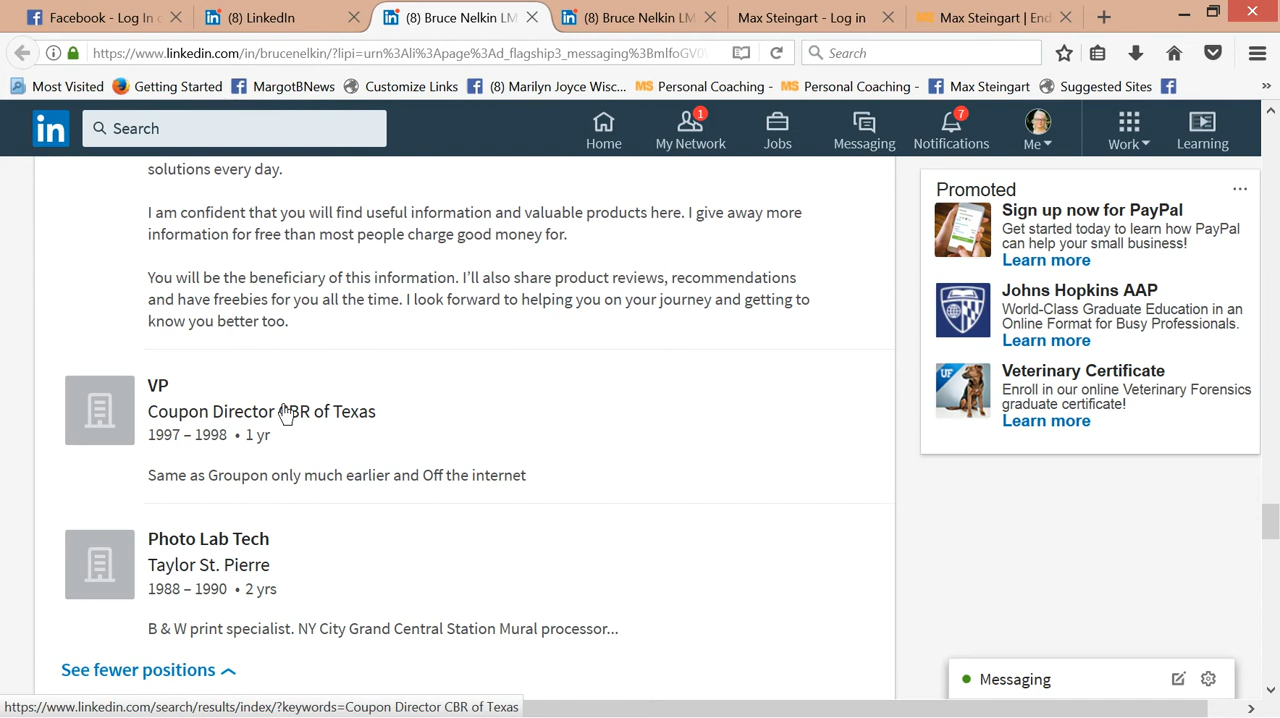 Facebook - Log In o
(8) LinkedIn
(8) Bruce Nelkin LM
(8) Bruce Nelkin LM
Max Steingart - Log in
Max Steingart | End
https://www.linkedin.com/in/brucenelkin/?lipi=urn%3Ali%3Apage%3Ad_flagship3_messaging%3BmlfoGV0
Search
Most Visited
Getting Started
MargotBNews
Customize Links
(8) Marilyn Joyce Wisc...
MS Personal Coaching -
MS Personal Coaching -
Max Steingart
Suggested Sites
in
Search
Home
1
My Network
Jobs
Messaging
7
Notifications
Me
Work
Learning
solutions every day.
I am confident that you will find useful information and valuable products here. I give away more
information for free than most people charge good money for.
You will be the beneficiary of this information. I'll also share product reviews, recommendations
and have freebies for you all the time. I look forward to helping you on your journey and getting to
know you better too.
VP
Coupon Director CBR of Texas
1997 – 1998 • 1 yr
Same as Groupon only much earlier and Off the internet
Photo Lab Tech
Taylor St. Pierre
1988 – 1990 • 2 yrs
B & W print specialist. NY City Grand Central Station Mural processor...
See fewer positions
Promoted
Sign up now for PayPal
Get started today to learn how PayPal
can help your small business!
Learn more
Johns Hopkins AAP
World-Class Graduate Education in an
Online Format for Busy Professionals.
Learn more
UF
Veterinary Certificate
Enroll in our online Veterinary Forensics
graduate certificate!
Learn more
Messaging
https://www.linkedin.com/search/results/index/?keywords=Coupon Director CBR of Texas